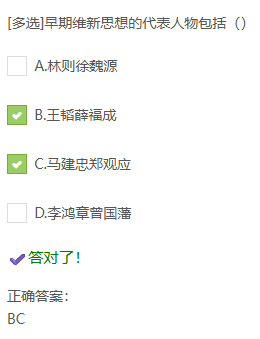 [多选]早期维新思想的代表人物包括（）
A.林则徐魏源
B.王韬薛福成
C.马建忠郑观应
D.李鸿章曾国藩
答对了!
正确答案：
BC